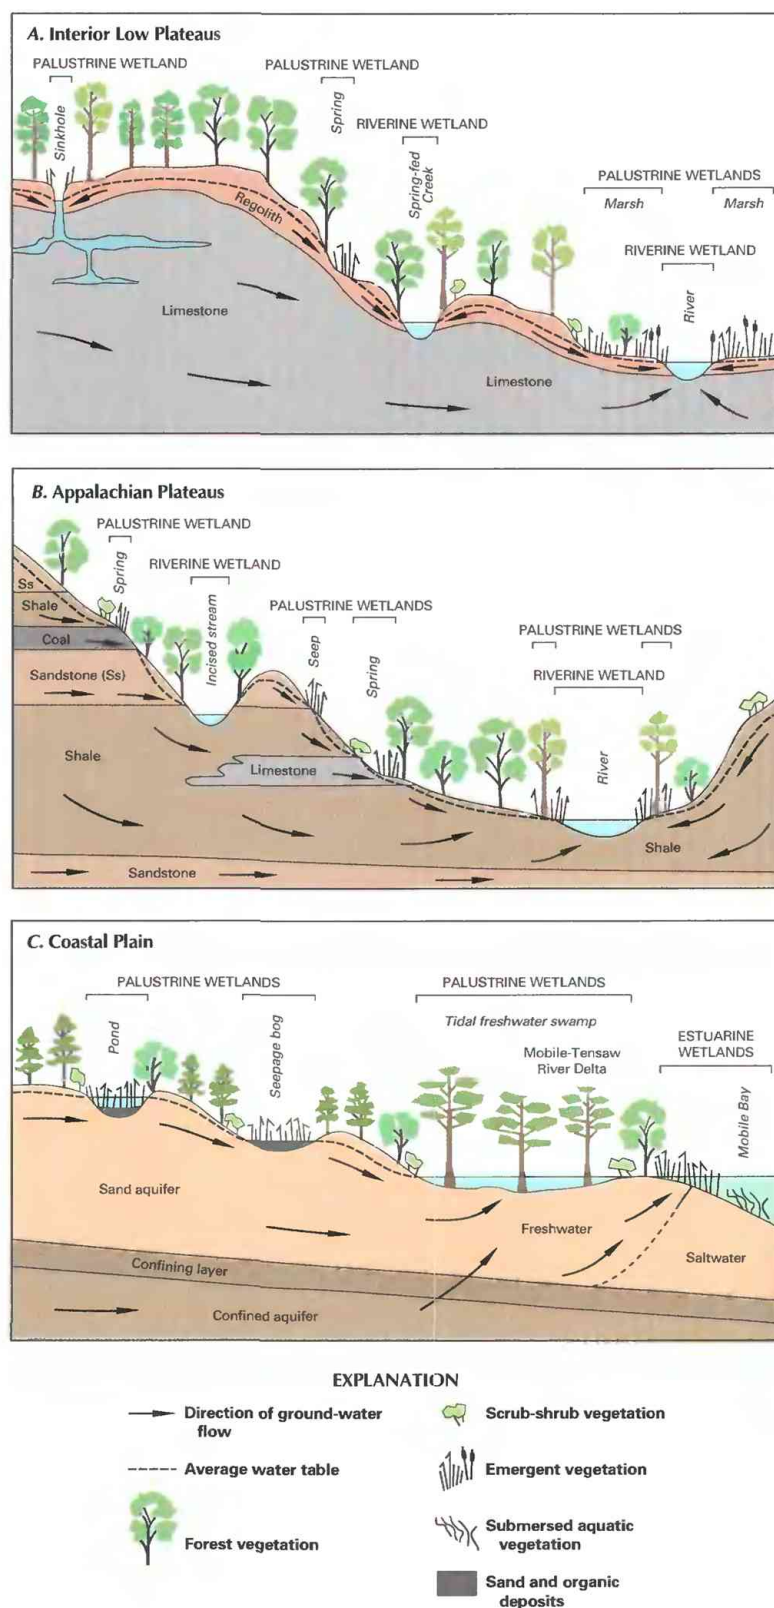 A. Interior Low Plateaus
PALUSTRINE WETLAND
Sinkhole
PALUSTRINE WETLAND
Spring
RIVERINE WETLAND
Spring-fed
Creek
PALUSTRINE WETLANDS
Marsh
Marsh
RIVERINE WETLAND
River
Regolith
Limestone
Limestone
B. Appalachian Plateaus
PALUSTRINE WETLAND
Spring
RIVERINE WETLAND
Incised stream
PALUSTRINE WETLANDS
Seep
Spring
PALUSTRINE WETLANDS
RIVERINE WETLAND
River
Ss
Shale
Coal
Sandstone (Ss)
Shale
Limestone
Shale
Sandstone
C. Coastal Plain
PALUSTRINE WETLANDS
Pond
Seepage bog
PALUSTRINE WETLANDS
Tidal freshwater swamp
Mobile-Tensaw
River Delta
ESTUARINE
WETLANDS
Mobile Bay
Sand aquifer
Freshwater
Saltwater
Confining layer
Confined aquifer
EXPLANATION
Direction of ground-water
flow
Average water table
Forest vegetation
Scrub-shrub vegetation
Emergent vegetation
Submersed aquatic
vegetation
Sand and organic
deposits